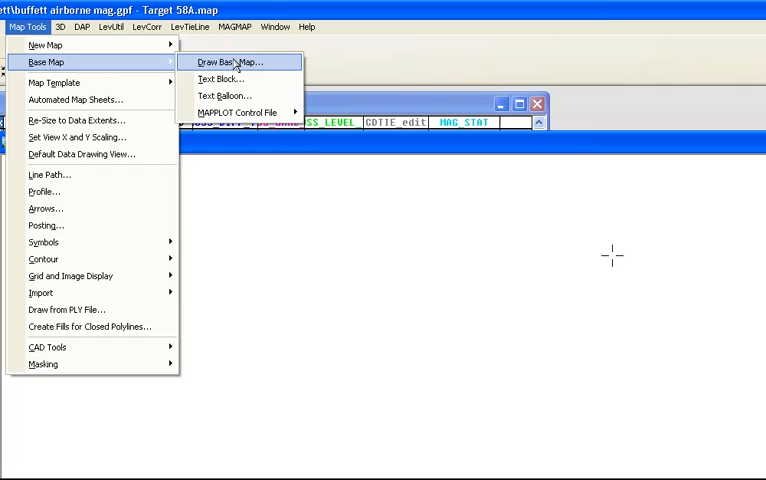 ett\buffett airborne mag.gpf - Target 58A.map
Map Tools 3D DAP LevUtil LevCorr LevTieLine MAGMAP Window Help
New Map
Base Map
Map Template
Automated Map Sheets...
Re-Size to Data Extents...
Set View X and Y Scaling...
Default Data Drawing View...
Line Path...
Profile...
Arrows...
Posting...
Symbols
Contour
Grid and Image Display
Import
Draw from PLY File...
Create Fills for Closed Polylines...
CAD Tools
Masking
Draw Base Map...
Text Block...
Text Balloon...
MAPPLOT Control File
SS_LEVEL_ CDTIE_edit MAG_STAT